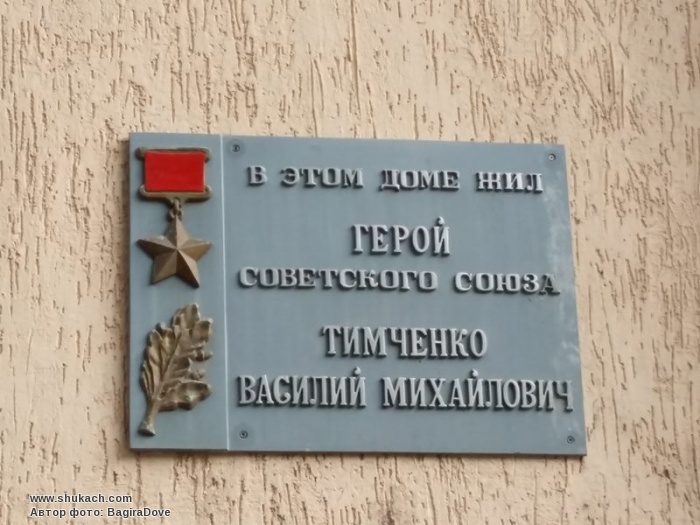 В ЭТОМ ДОМЕ ЖИЛ
ГЕРОЙ
СОВЕТСКОГО СОЮЗА
ТИМЧЕНКО
ВАСИЛИЙ МИХАЙЛОВИЧ
www.shukach.com
Автор фото: BagiraDove